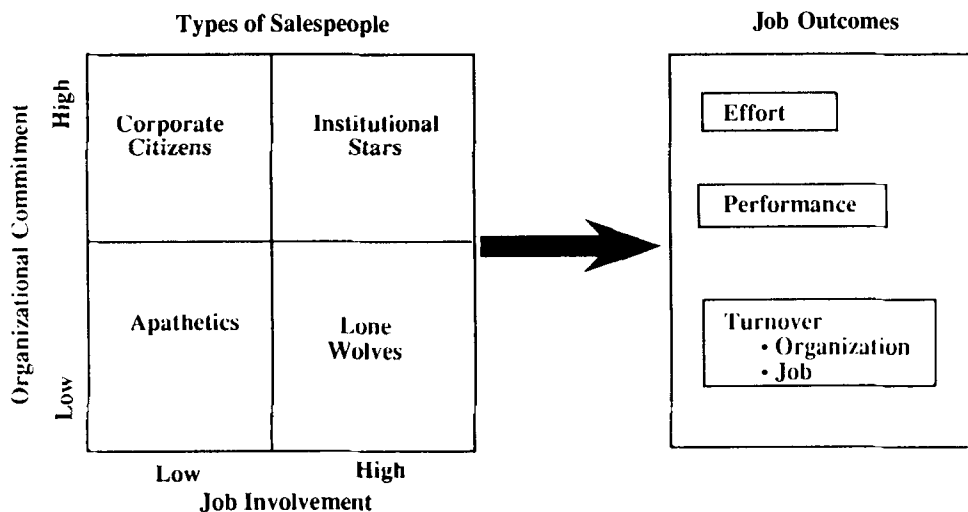 Types of Salespeople
Organizational Commitment
High
Low
Corporate
Citizens
Institutional
Stars
Apathetics
Lone
Wolves
Low
High
Job Involvement
Job Outcomes
Effort
Performance
Turnover
• Organization
• Job